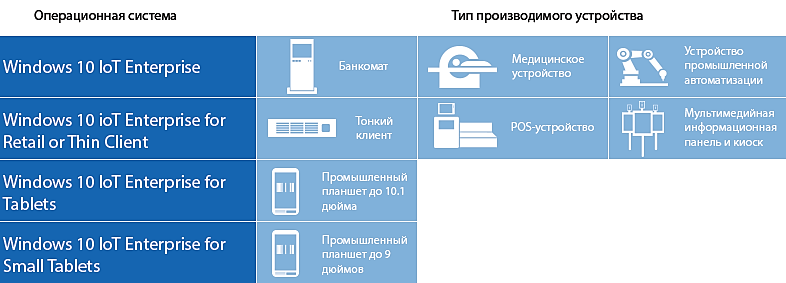 Операционная система
Тип производимого устройства
Windows 10 IoT Enterprise
Банкомат
Медицинское
устройство
Устройство
промышленной
автоматизации
Windows 10 ioT Enterprise for
Retail or Thin Client
Тонкий
клиент
POS-устройство
Мультимедийная
информационная
панель и киоск
Windows 10 IoT Enterprise for
Tablets
Промышленный
планшет до 10.1
дюйма
Windows 10 IoT Enterprise for
Small Tablets
Промышленный
планшет до 9
дюймов